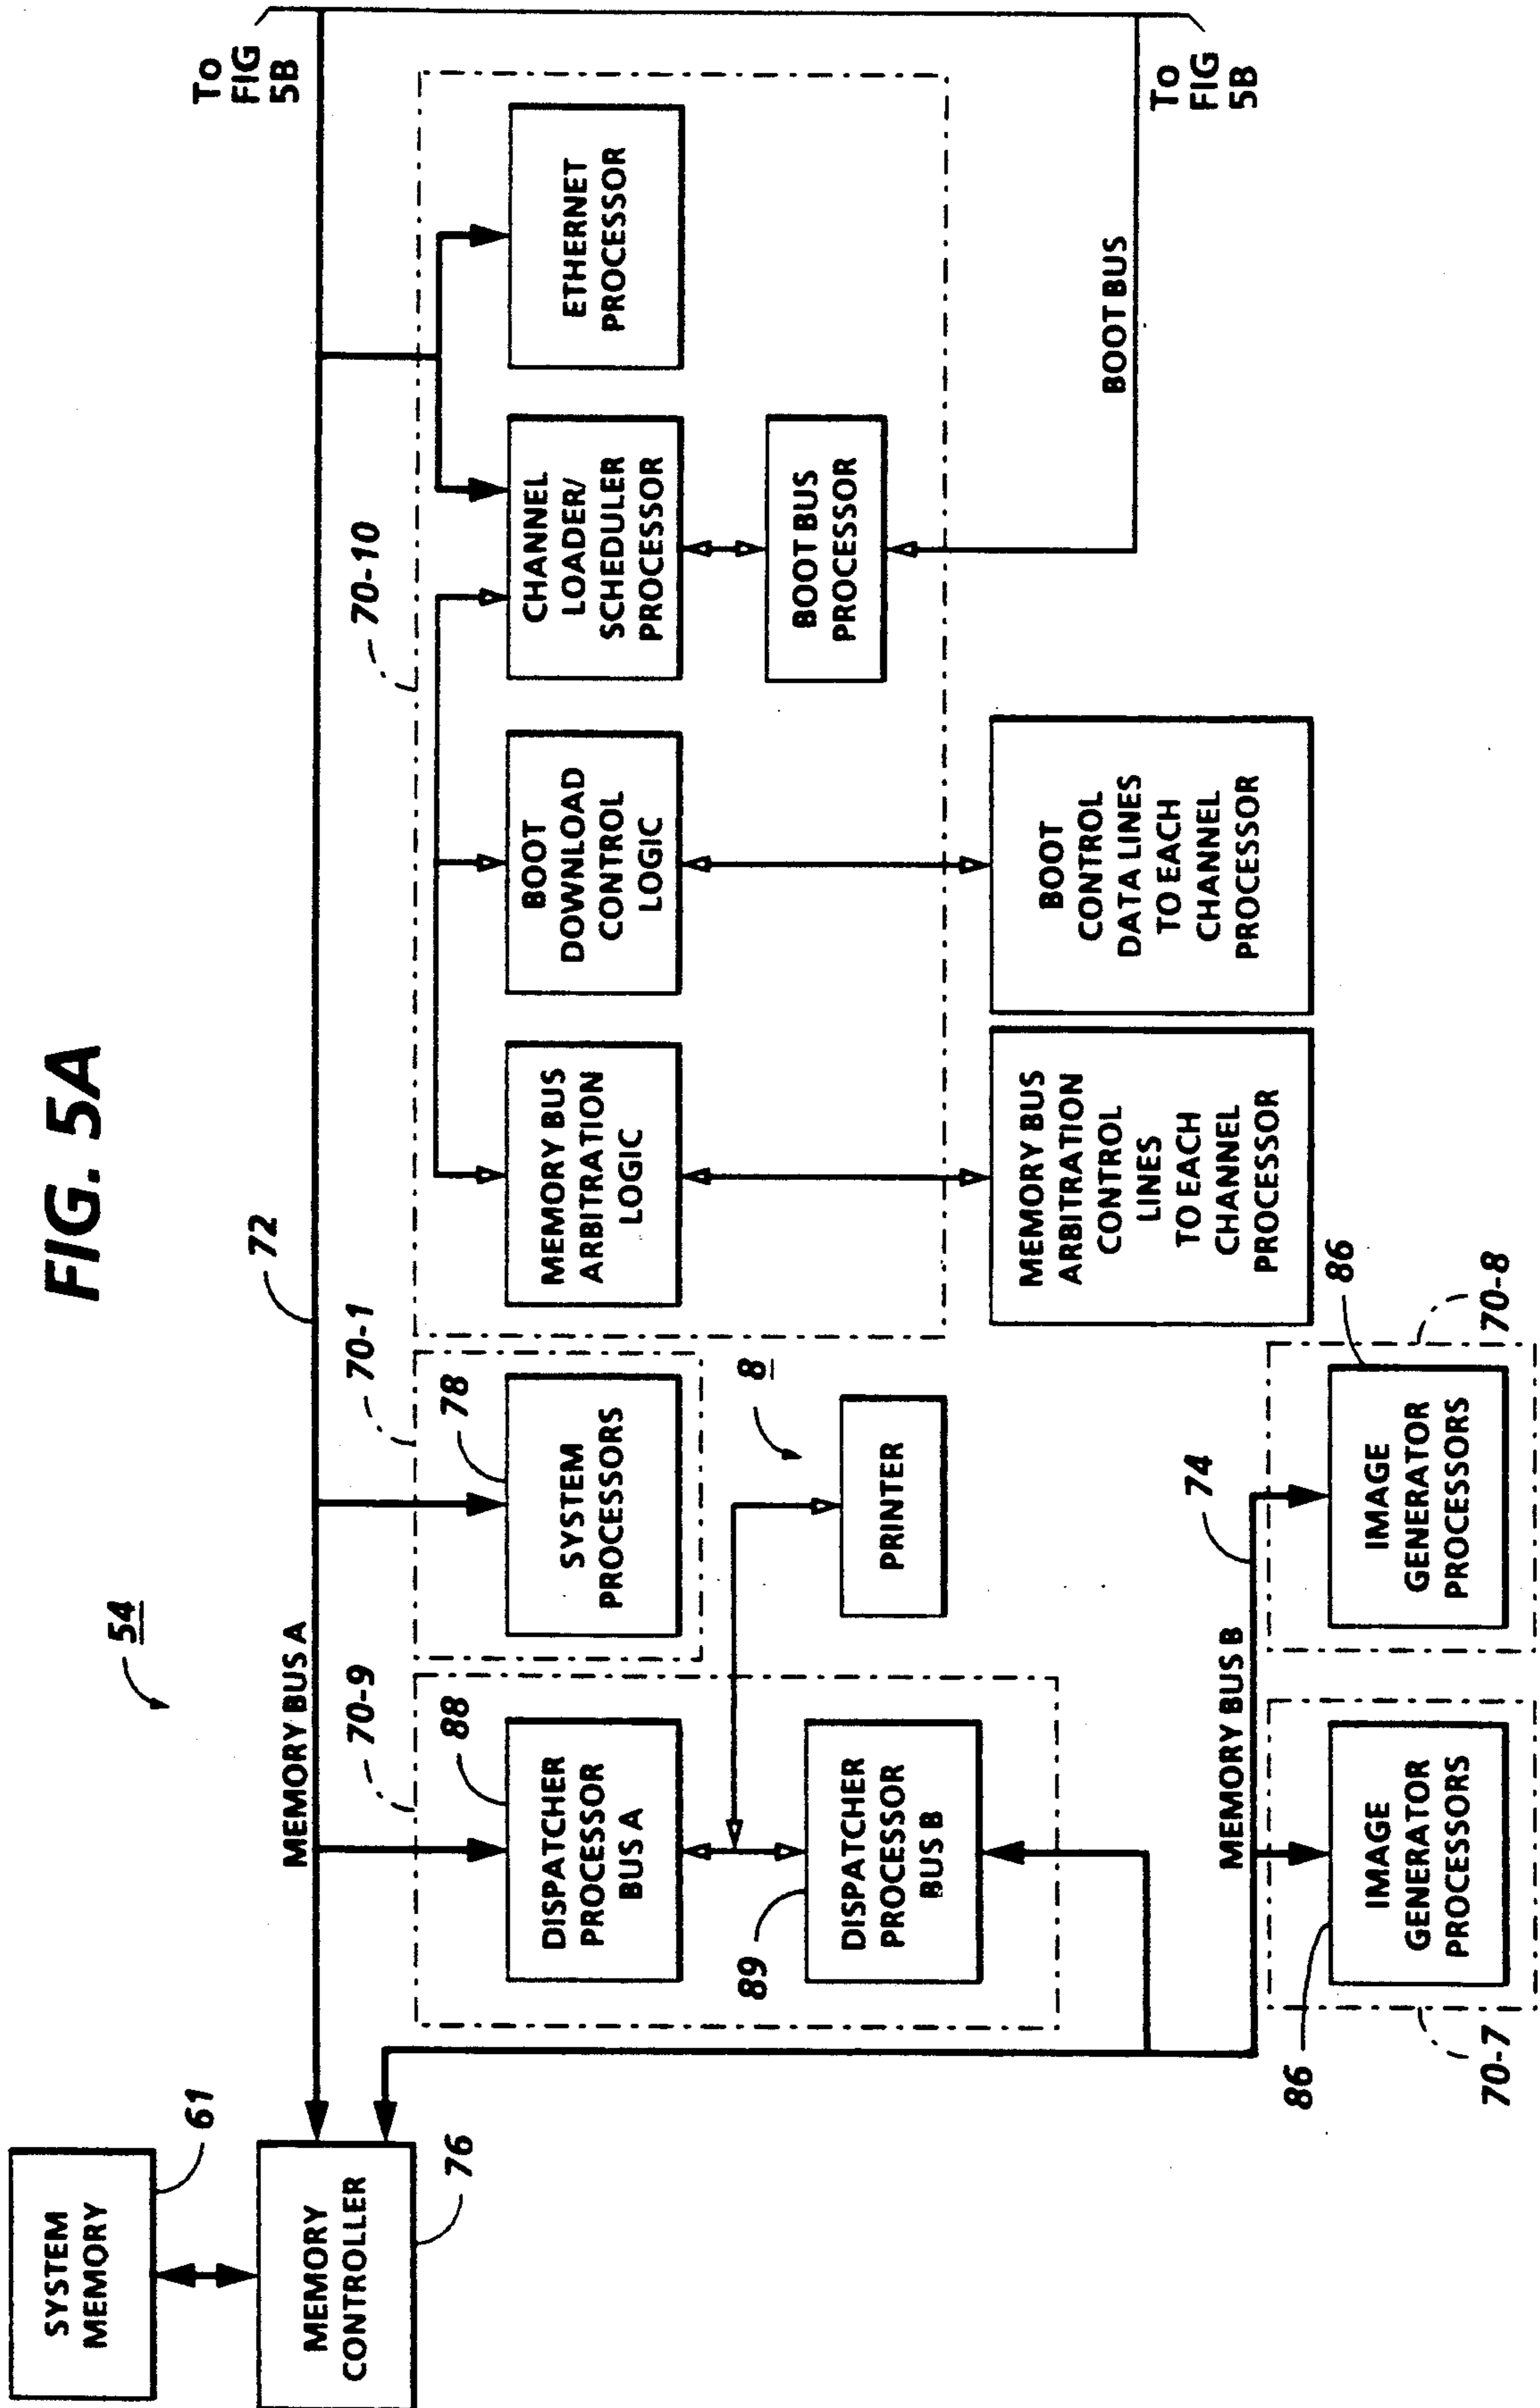 FIG. 5A
54
SYSTEM
MEMORY
61
MEMORY
CONTROLLER
76
MEMORY BUS A
72
To
FIG
5B
70-9
88
DISPATCHER
PROCESSOR
BUS A
89
DISPATCHER
PROCESSOR
BUS B
70-1
78
SYSTEM
PROCESSORS
8
PRINTER
70-10
MEMORY BUS
ARBITRATION
LOGIC
BOOT
DOWNLOAD
CONTROL
LOGIC
CHANNEL
LOADER/
SCHEDULER
PROCESSOR
ETHERNET
PROCESSOR
BOOT BUS
PROCESSOR
MEMORY BUS
ARBITRATION
CONTROL
LINES
TO EACH
CHANNEL
PROCESSOR
BOOT
CONTROL
DATA LINES
TO EACH
CHANNEL
PROCESSOR
BOOT BUS
To
FIG
5B
MEMORY BUS B
74
86
IMAGE
GENERATOR
PROCESSORS
70-7
86
IMAGE
GENERATOR
PROCESSORS
70-8